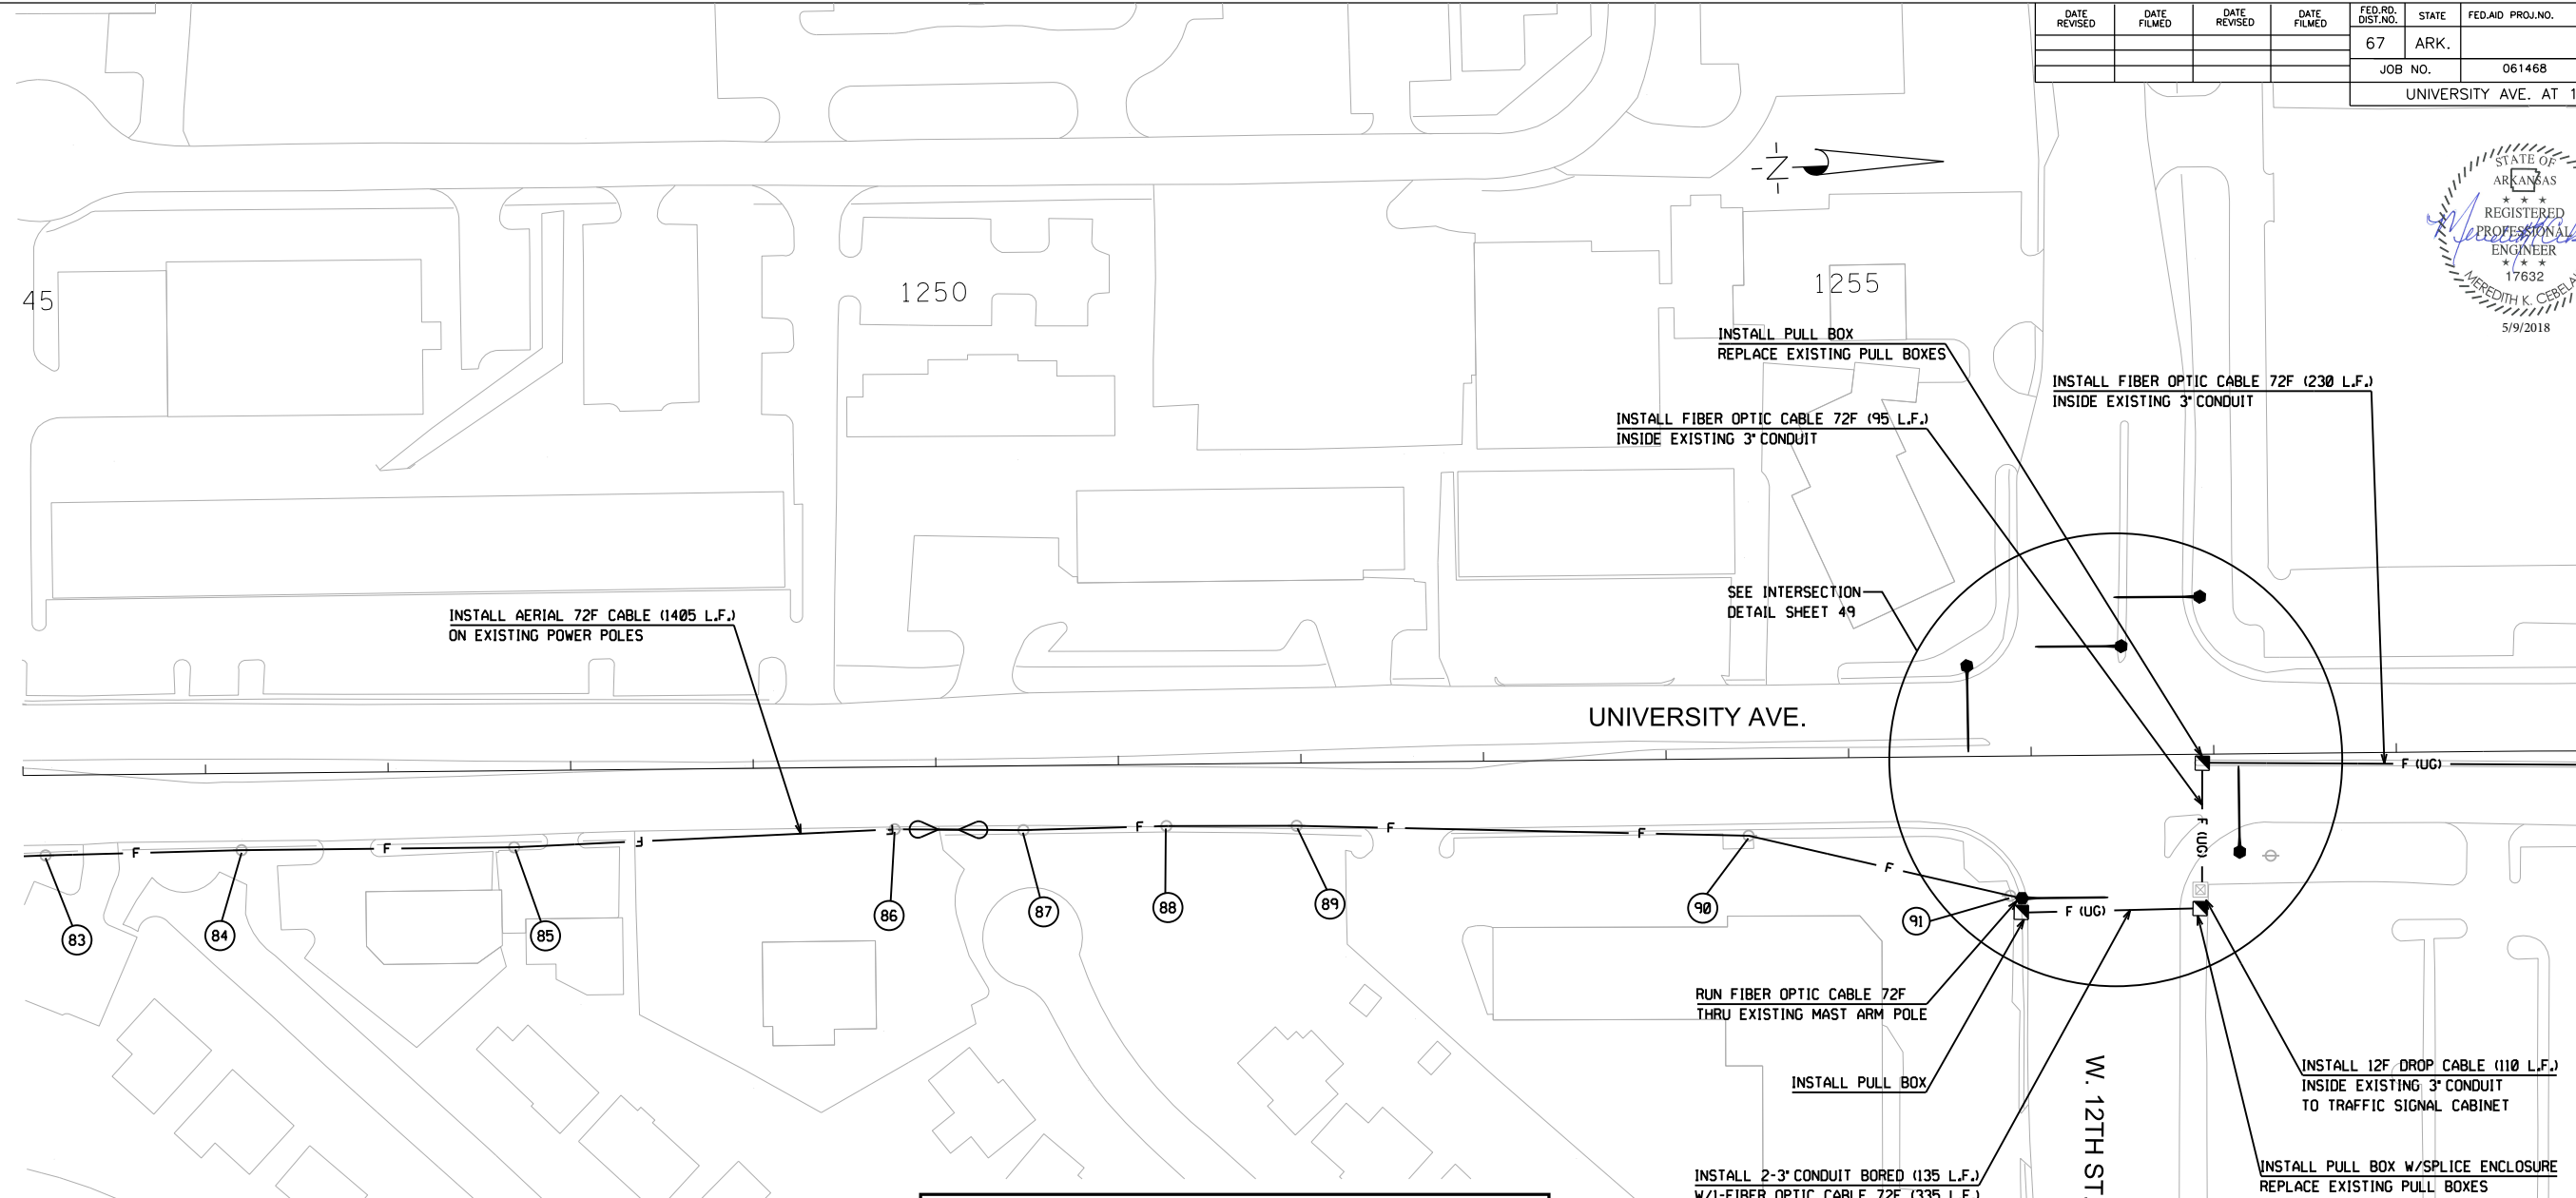 DATE REVISED
DATE FILMED
DATE REVISED
DATE FILMED
FED.RD. DIST.NO.
STATE
FED.AID PROJ.NO.
67
ARK.
JOB NO.
061468
UNIVERSITY AVE. AT 1
-Z-
STATE OF
ARKANSAS
★ ★ ★
REGISTERED
PROFESSIONAL
ENGINEER
★ ★ ★
17632
MEREDITH K.
5/9/2018
45
1250
1255
INSTALL PULL BOX
REPLACE EXISTING PULL BOXES
INSTALL FIBER OPTIC CABLE 72F (230 L.F.)
INSIDE EXISTING 3" CONDUIT
INSTALL FIBER OPTIC CABLE 72F (95 L.F.)
INSIDE EXISTING 3" CONDUIT
SEE INTERSECTION
DETAIL SHEET 49
INSTALL AERIAL 72F CABLE (1405 L.F.)
ON EXISTING POWER POLES
UNIVERSITY AVE.
F (UG)
F (UG)
F
F
F
F
F
F
F
F
F (UG)
83
84
85
86
87
88
89
90
91
RUN FIBER OPTIC CABLE 72F
THRU EXISTING MAST ARM POLE
INSTALL PULL BOX
W. 12TH ST.
INSTALL 12F DROP CABLE (110 L.F.)
INSIDE EXISTING 3" CONDUIT
TO TRAFFIC SIGNAL CABINET
INSTALL PULL BOX W/SPLICE ENCLOSURE
REPLACE EXISTING PULL BOXES
INSTALL 2-3" CONDUIT BORED (135 L.F.)
W/1-FIBER OPTIC CABLE 72F (335 L.F.)